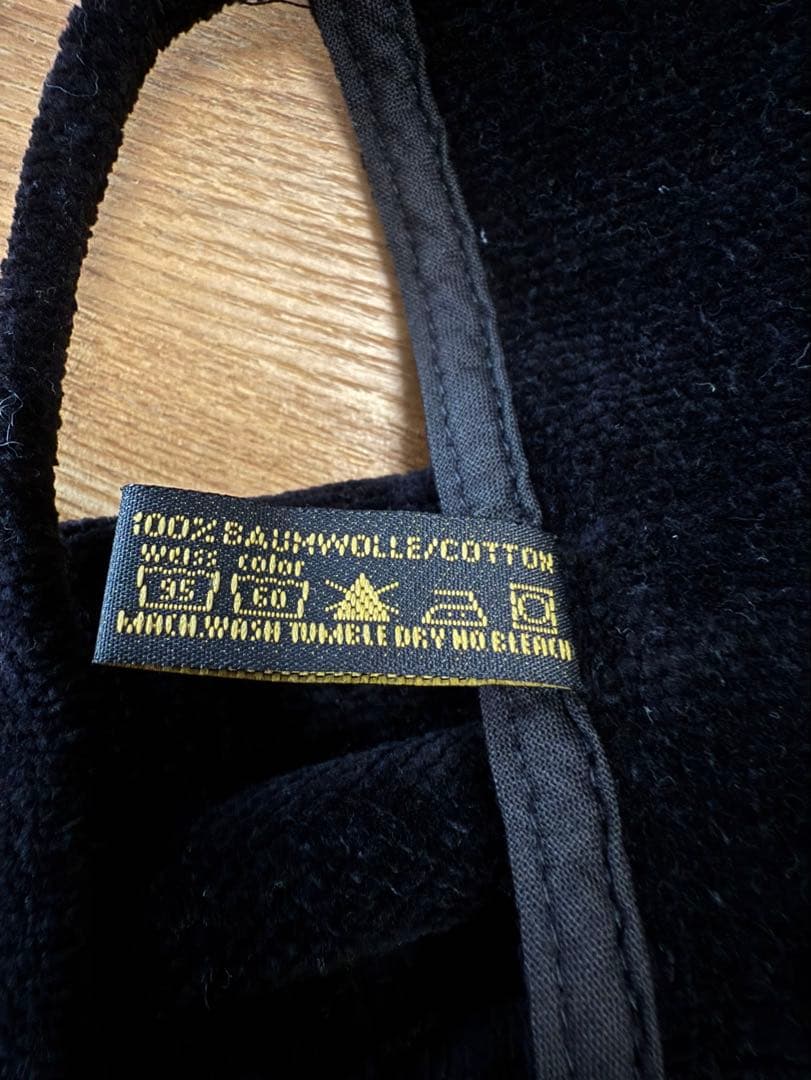 100% BAUMWOLLE/COTTON
weiss color
95 60
MACH.WASH TUMBLE DRY NO BLEACH